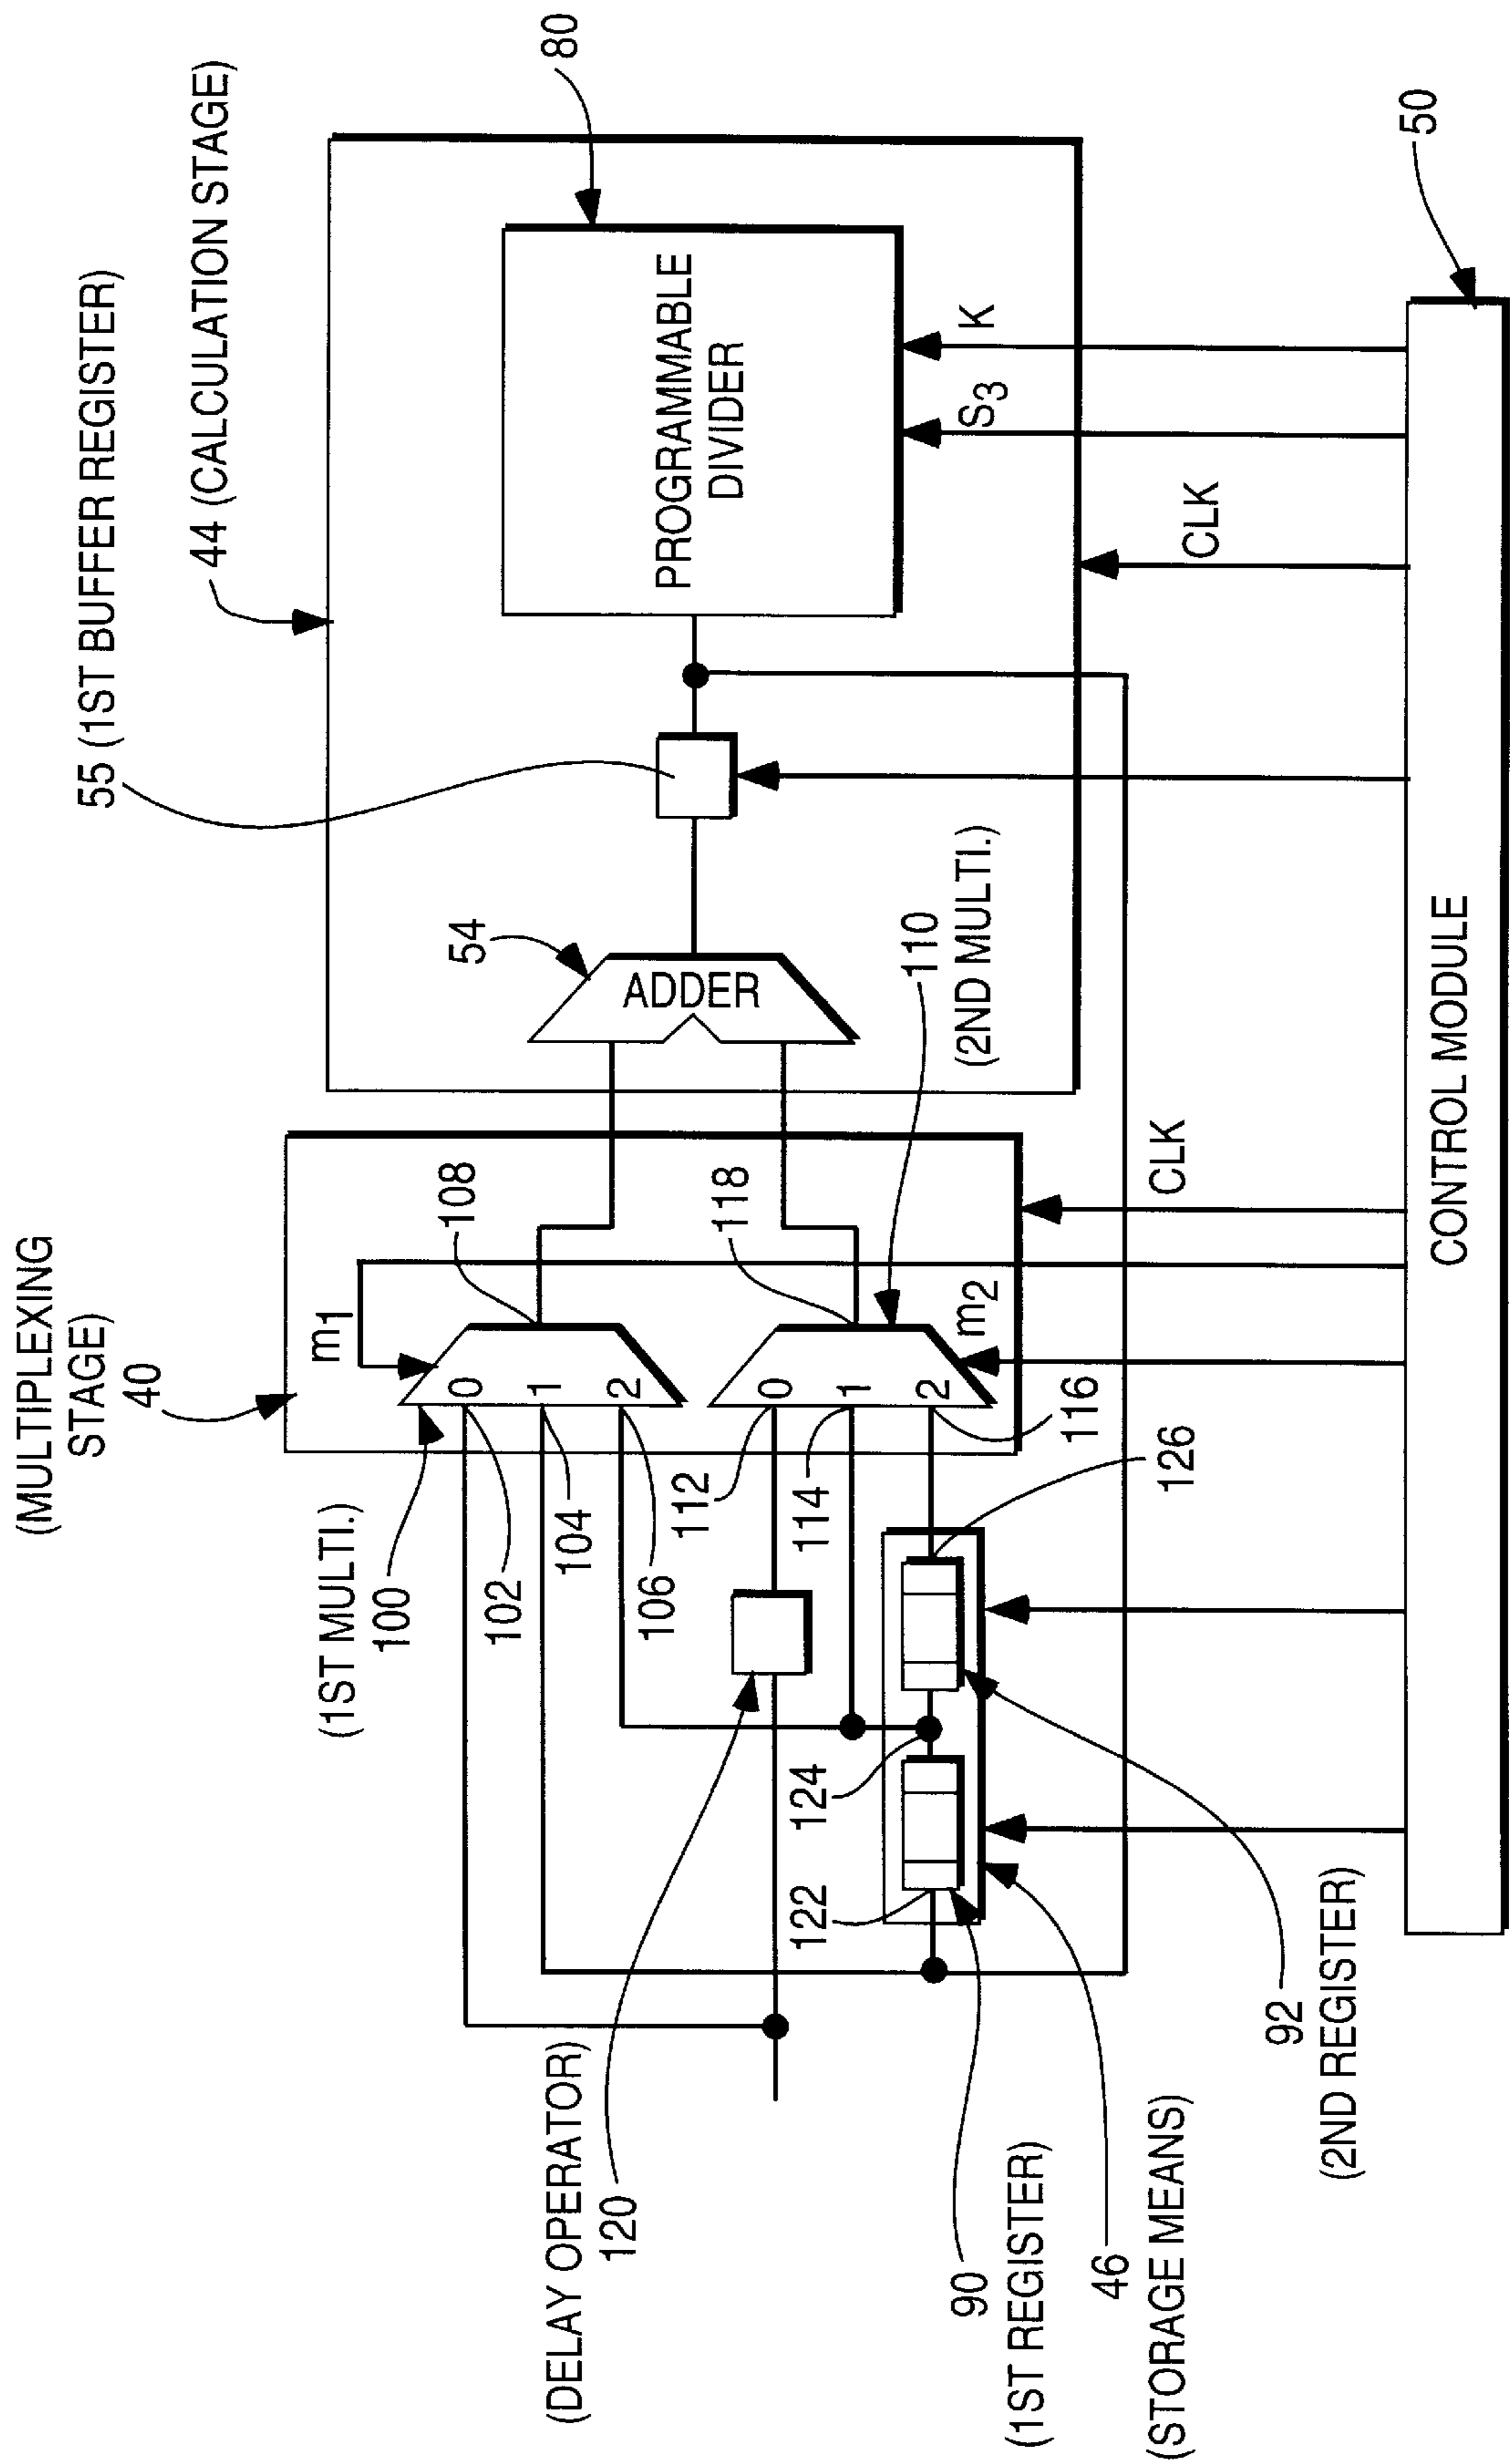 (MULTIPLEXING
STAGE)
40
55 (1ST BUFFER REGISTER)
44 (CALCULATION STAGE)
80
(1ST MULTI.)
100
m1
108
0
1
2
102
104
106
118
0
1
2
112
114
116
m2
110
(2ND MULTI.)
54
ADDER
PROGRAMMABLE
DIVIDER
(DELAY OPERATOR)
120
122
124
126
90
(1ST REGISTER)
46
(STORAGE MEANS)
92
(2ND REGISTER)
CLK
CLK
S3
K
50
CONTROL MODULE